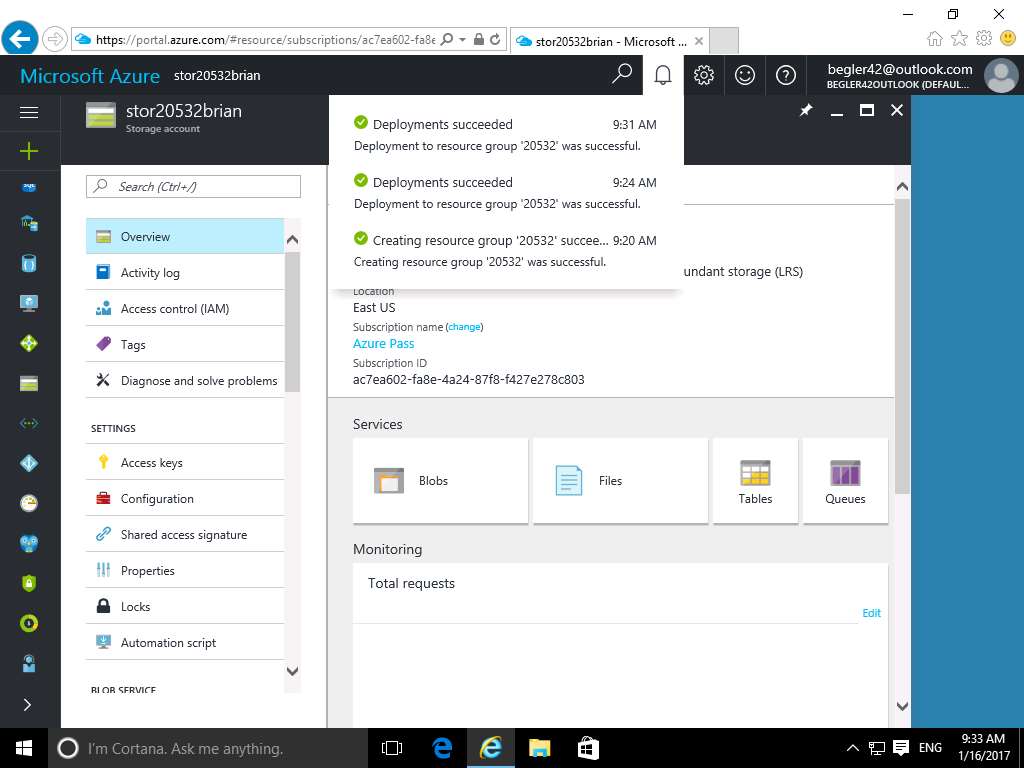 https://portal.azure.com/#resource/subscriptions/ac7ea602-fa8e
stor20532brian - Microsoft ...
Microsoft Azure
stor20532brian
begler42@outlook.com
BEGLER42OUTLOOK (DEFAUL...
stor20532brian
Storage account
Deployments succeeded 9:31 AM
Deployment to resource group '20532' was successful.
Deployments succeeded 9:24 AM
Deployment to resource group '20532' was successful.
Creating resource group '20532' succee... 9:20 AM
Creating resource group '20532' was successful.
Search (Ctrl+/)
Overview
Activity log
Access control (IAM)
Tags
Diagnose and solve problems
SETTINGS
Access keys
Configuration
Shared access signature
Properties
Locks
Automation script
BLOB SERVICE
undant storage (LRS)
Location
East US
Subscription name (change)
Azure Pass
Subscription ID
ac7ea602-fa8e-4a24-87f8-f427e278c803
Services
Blobs
Files
Tables
Queues
Monitoring
Total requests
Edit
SQL
I'm Cortana. Ask me anything.
ENG
9:33 AM
1/16/2017